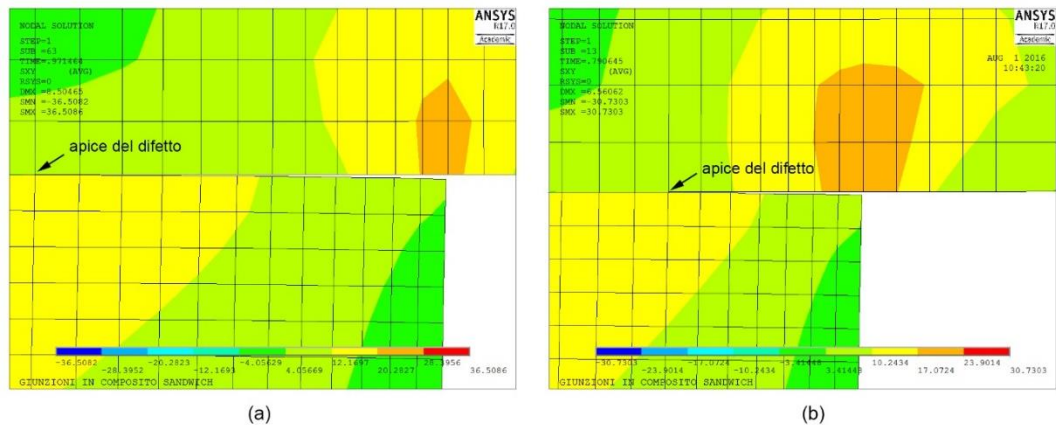 NODAL SOLUTION
STEP=1
SUB =63
TIME=.971464
SXY (AVG)
RSYS=0
DMX =8.50465
SMN =-36.5082
SMX =36.5086
ANSYS
R17.0
Academic
apice del difetto
-36.5082
-28.3952
-20.2823
-12.1693
-4.05629
4.05669
12.1697
20.2827
28.3956
36.5086
GIUNZIONI IN COMPOSITO SANDWICH
(a)
NODAL SOLUTION
STEP=1
SUB =13
TIME=.790645
SXY (AVG)
RSYS=0
DMX =6.56062
SMN =-30.7303
SMX =30.7303
ANSYS
R17.0
Academic
AUG 1 2016
10:43:20
apice del difetto
-30.7303
-23.9014
-17.0724
-10.2434
-3.41448
3.41448
10.2434
17.0724
23.9014
30.7303
GIUNZIONI IN COMPOSITO SANDWICH
(b)